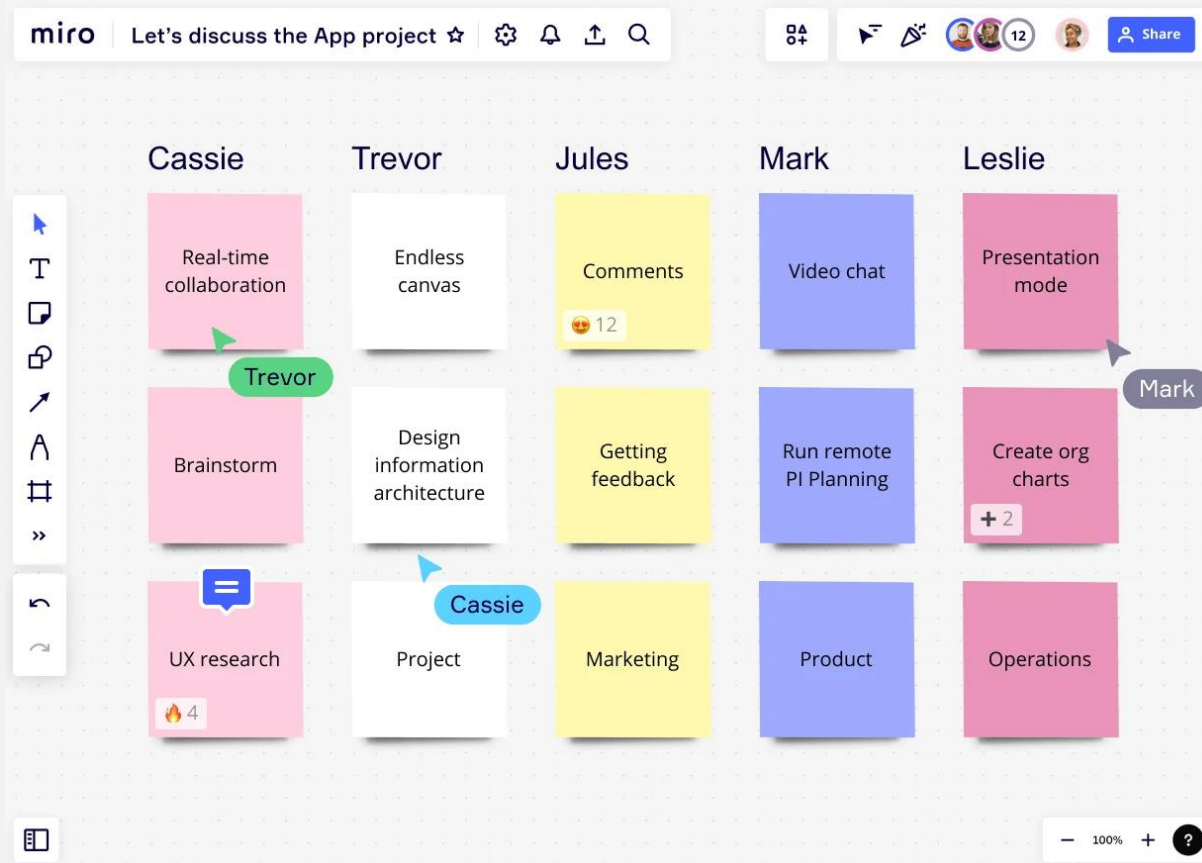 miro
Let's discuss the App project
12
Share
Cassie
Trevor
Jules
Mark
Leslie
Real-time
collaboration
Endless
canvas
Comments
12
Video chat
Presentation
mode
Trevor
Mark
Brainstorm
Design
information
architecture
Getting
feedback
Run remote
PI Planning
Create org
charts
+ 2
Cassie
UX research
4
Project
Marketing
Product
Operations
100%
?